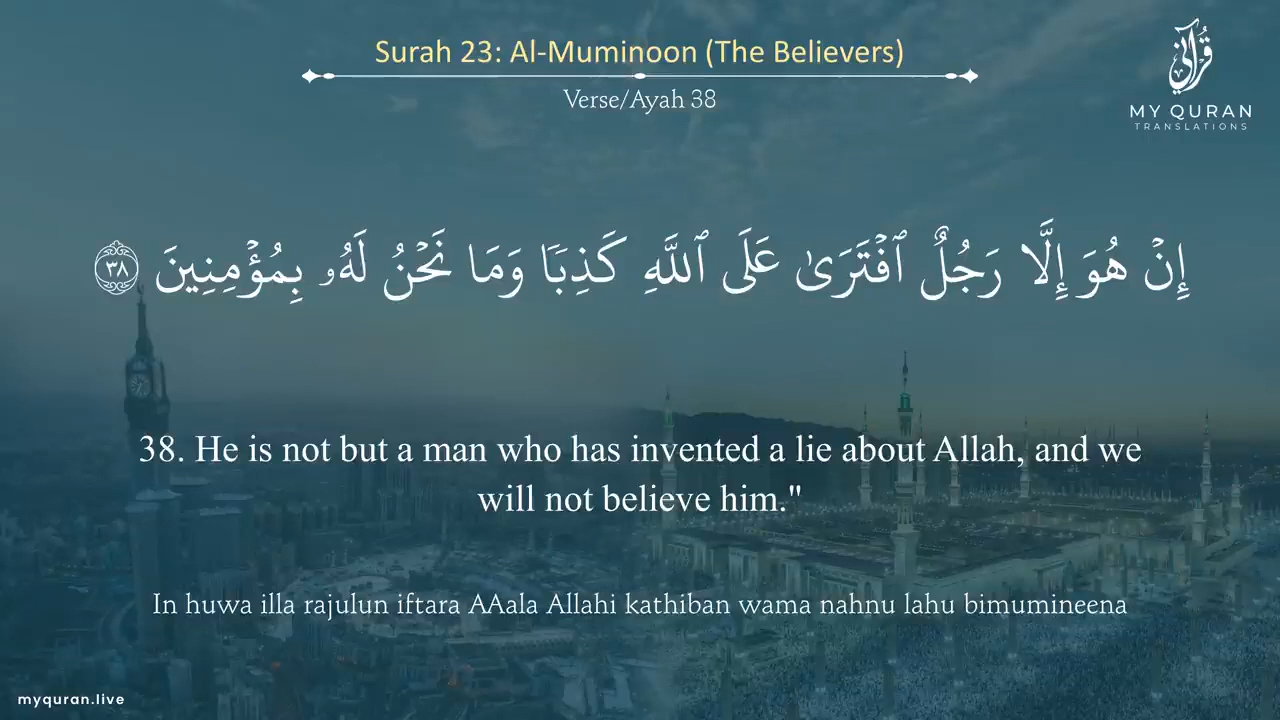 Surah 23: Al-Muminoon (The Believers)
Verse/Ayah 38
قرآني
MY QURAN
TRANSLATIONS
إِنْ هُوَ إِلَّا رَجُلٌ ٱفْتَرَىٰ عَلَى ٱللَّهِ كَذِبًا وَمَا نَحْنُ لَهُۥ بِمُؤْمِنِينَ ٣٨
38. He is not but a man who has invented a lie about Allah, and we
will not believe him."
In huwa illa rajulun iftara AAala Allahi kathiban wama nahnu lahu bimumineena
myquran.live